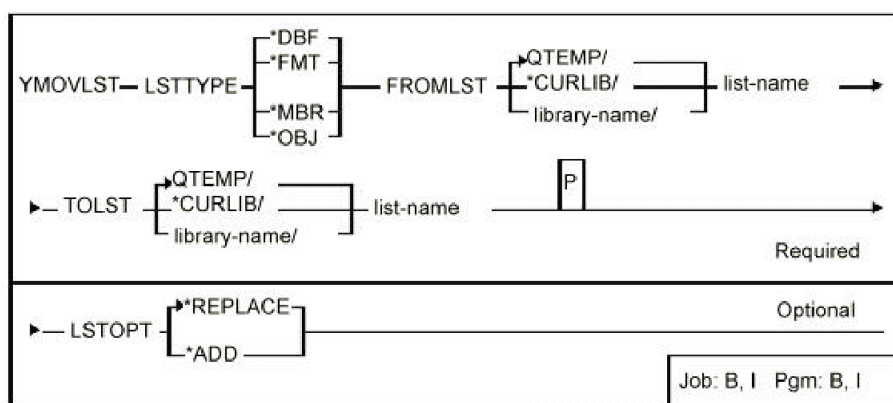 *DBF
*FMT
YMOVLST LSTTYPE FROMLST
*MBR
*OBJ
QTEMP/
*CURLIB/ list-name
library-name/
TOLST
QTEMP/
*CURLIB/ list-name
library-name/
P
Required
LSTOPT
*REPLACE
*ADD
Optional
Job: B, I Pgm: B, I